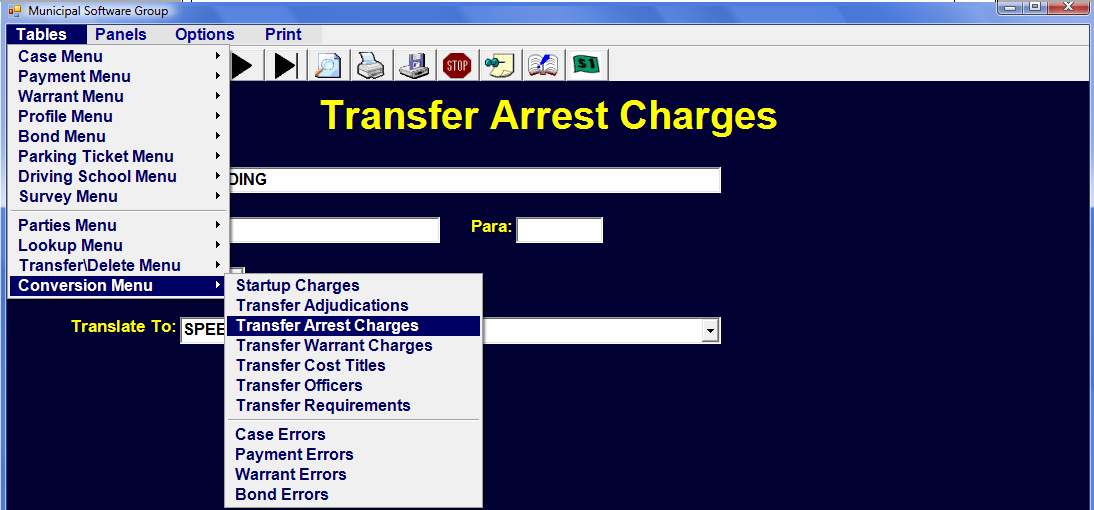 Municipal Software Group
Tables Panels Options Print
Case Menu
Payment Menu
Warrant Menu
Profile Menu
Bond Menu
Parking Ticket Menu
Driving School Menu
Survey Menu
Parties Menu
Lookup Menu
Transfer\Delete Menu
Conversion Menu
STOP
$1
Transfer Arrest Charges
DING
Para:
Startup Charges
Transfer Adjudications
Transfer Arrest Charges
Transfer Warrant Charges
Transfer Cost Titles
Transfer Officers
Transfer Requirements
Case Errors
Payment Errors
Warrant Errors
Bond Errors
Translate To: SPEE